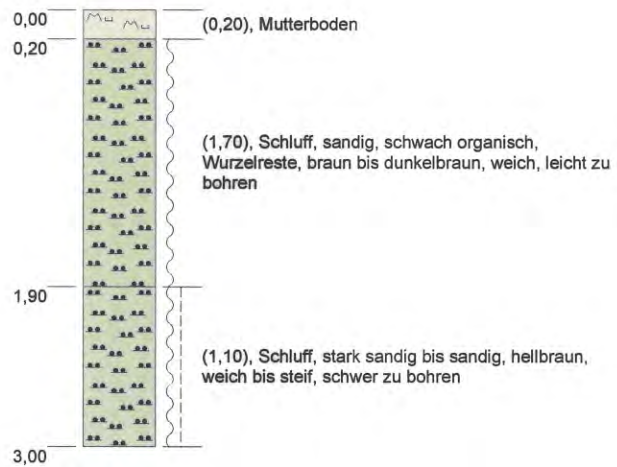 0,00
(0,20), Mutterboden
0,20
(1,70), Schluff, sandig, schwach organisch,
Wurzelreste, braun bis dunkelbraun, weich, leicht zu
bohren
1,90
(1,10), Schluff, stark sandig bis sandig, hellbraun,
weich bis steif, schwer zu bohren
3,00